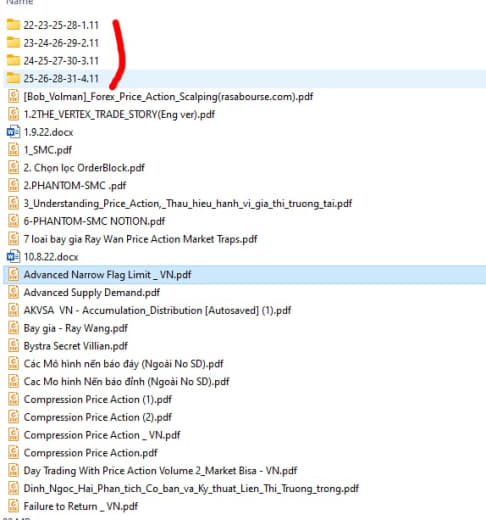 Name
22-23-25-28-1.11
23-24-26-29-2.11
24-25-27-30-3.11
25-26-28-31-4.11
[Bob_Volman]_Forex_Price_Action_Scalping(rasabourse.com).pdf
1.2THE_VERTEX_TRADE_STORY(Eng ver).pdf
1.9.22.docx
1_SMC.pdf
2. Chọn lọc OrderBlock.pdf
2.PHANTOM-SMC .pdf
3_Understanding_Price_Action,_Thau_hieu_hanh_vi_gia_thi_truong_tai.pdf
6-PHANTOM-SMC NOTION.pdf
7 loai bay gia Ray Wan Price Action Market Traps.pdf
10.8.22.docx
Advanced Narrow Flag Limit _ VN.pdf
Advanced Supply Demand.pdf
AKVSA  VN - Accumulation_Distribution [Autosaved] (1).pdf
Bay gia - Ray Wang.pdf
Bystra Secret Villian.pdf
Các Mô hình nến báo đáy (Ngoài No SD).pdf
Cac Mo hinh Nến báo đỉnh (Ngoài No SD).pdf
Compression Price Action (1).pdf
Compression Price Action (2).pdf
Compression Price Action _ VN.pdf
Compression Price Action.pdf
Day Trading With Price Action Volume 2_Market Bisa - VN.pdf
Dinh_Ngoc_Hai_Phan_tich_Co_ban_va_Ky_thuat_Lien_Thi_Truong_trong.pdf
Failure to Return _ VN.pdf